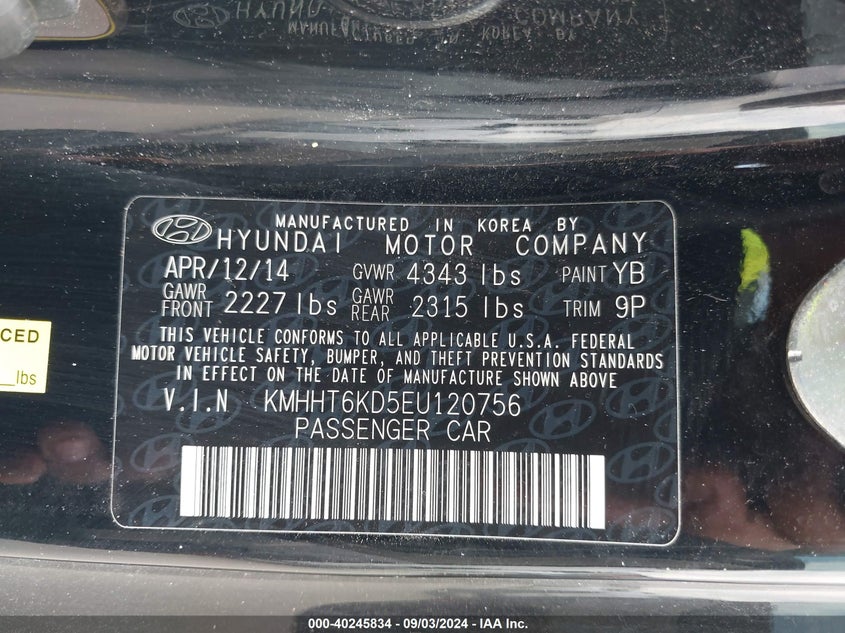 MANUFACTURED IN KOREA BY
HYUNDAI MOTOR COMPANY
APR/12/14 GVWR 4343 lbs PAINT YB
GAWR FRONT 2227 lbs GAWR REAR 2315 lbs TRIM 9P
THIS VEHICLE CONFORMS TO ALL APPLICABLE U.S.A. FEDERAL
MOTOR VEHICLE SAFETY, BUMPER, AND THEFT PREVENTION STANDARDS
IN EFFECT ON THE DATE OF MANUFACTURE SHOWN ABOVE
V.I.N KMHHT6KD5EU120756
PASSENGER CAR
CED
lbs
000-40245834 - 09/03/2024 - IAA Inc.